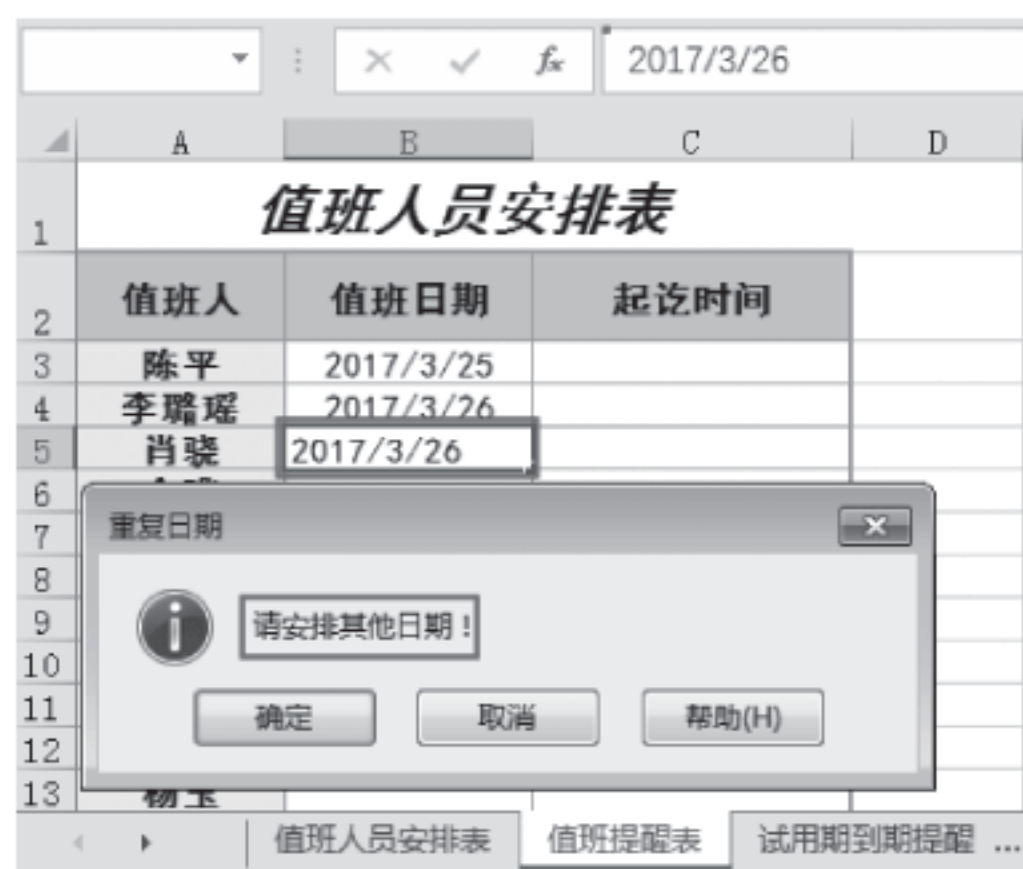 fx 2017/3/26
A B C D
1 值班人员安排表
2 值班人 值班日期 起讫时间
3 陈平 2017/3/25
4 李璐瑶 2017/3/26
5 肖骁 2017/3/26
6
7
8
9
10
11
12
13 杨玉
重复日期
请安排其他日期！
确定 取消 帮助(H)
值班人员安排表 值班提醒表 试用期到期提醒 ...